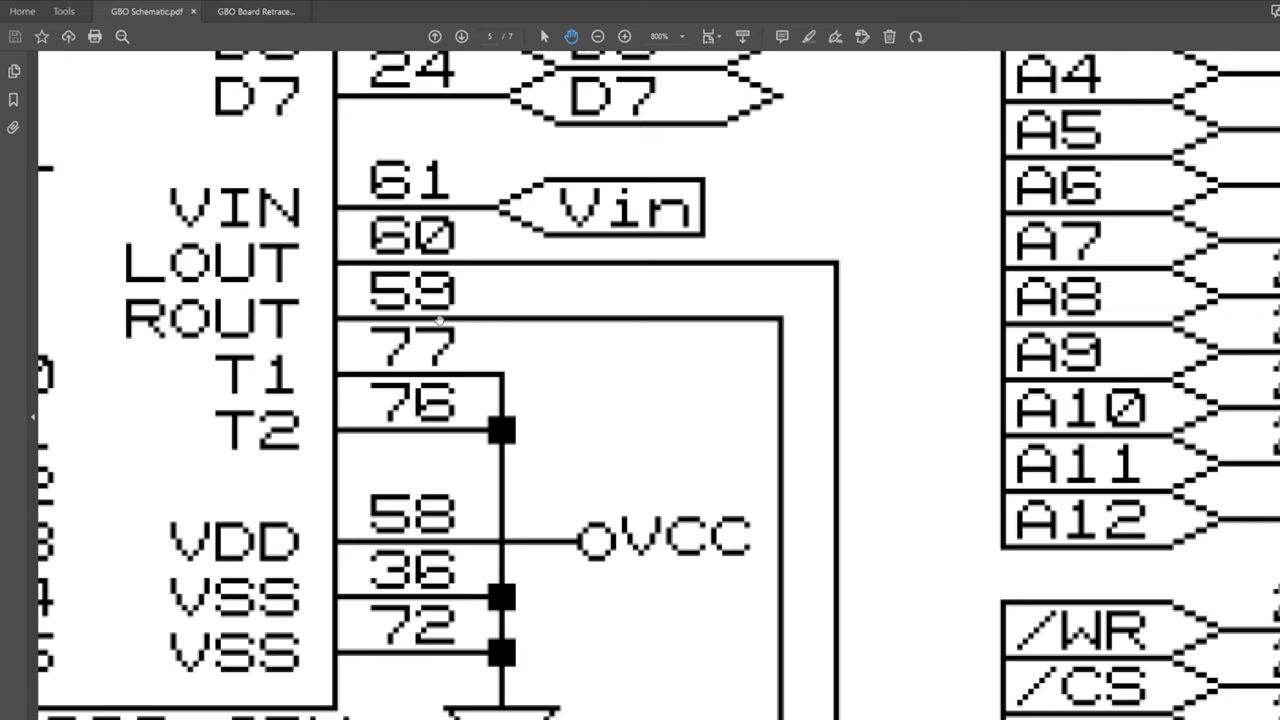 Home Tools GBO Schematic.pdf × GBO Board Retrace...
5 / 7 800%
24
D7 D7
61
VIN Vin
60
LOUT
59
ROUT
77
T1
76
T2
58
VDD VCC
36
VSS
72
VSS
A4
A5
A6
A7
A8
A9
A10
A11
A12
/WR
/CS